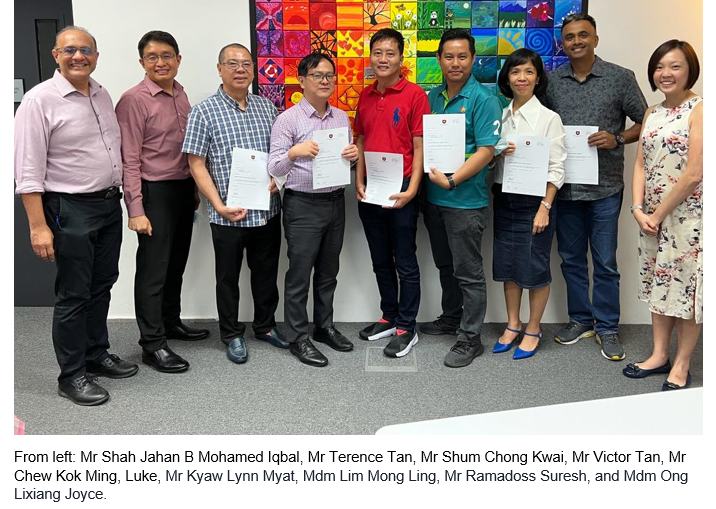 From left: Mr Shah Jahan B Mohamed Iqbal, Mr Terence Tan, Mr Shum Chong Kwai, Mr Victor Tan, Mr
Chew Kok Ming, Luke, Mr Kyaw Lynn Myat, Mdm Lim Mong Ling, Mr Ramadoss Suresh, and Mdm Ong
Lixiang Joyce.